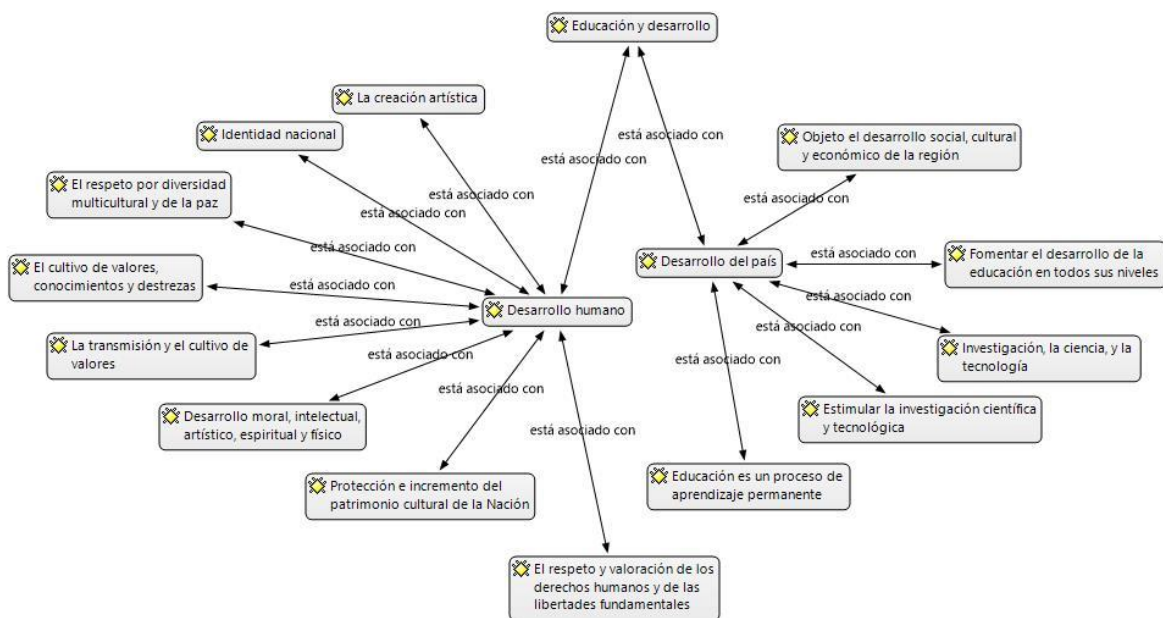 Educación y desarrollo
La creación artística
Identidad nacional
está asociado con
Objeto el desarrollo social, cultural
y económico de la región
está asociado con
El respeto por diversidad
multicultural y de la paz
está asociado con
está asociado con
está asociado con
está asociado con
está asociado con
Fomentar el desarrollo de la
educación en todos sus niveles
El cultivo de valores,
conocimientos y destrezas
Desarrollo del país
está asociado con
está asociado con
Desarrollo humano
está asociado con
está asociado con
La transmisión y el cultivo de
valores
Investigación, la ciencia, y la
tecnología
está asociado con
está asociado con
está asociado con
está asociado con
Desarrollo moral, intelectual,
artístico, espiritual y físico
Estimular la investigación científica
y tecnológica
está asociado con
Protección e incremento del
patrimonio cultural de la Nación
Educación es un proceso de
aprendizaje permanente
El respeto y valoración de los
derechos humanos y de las
libertades fundamentales